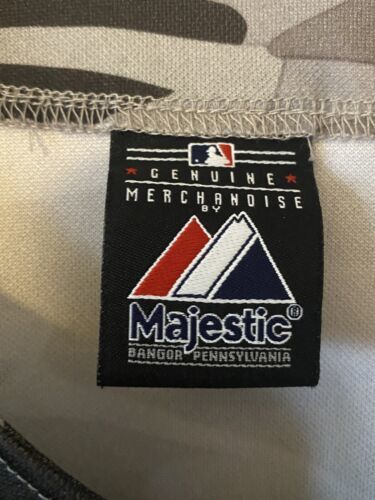 GENUINE
MERCHANDISE
BY
Majestic®
BANGOR PENNSYLVANIA